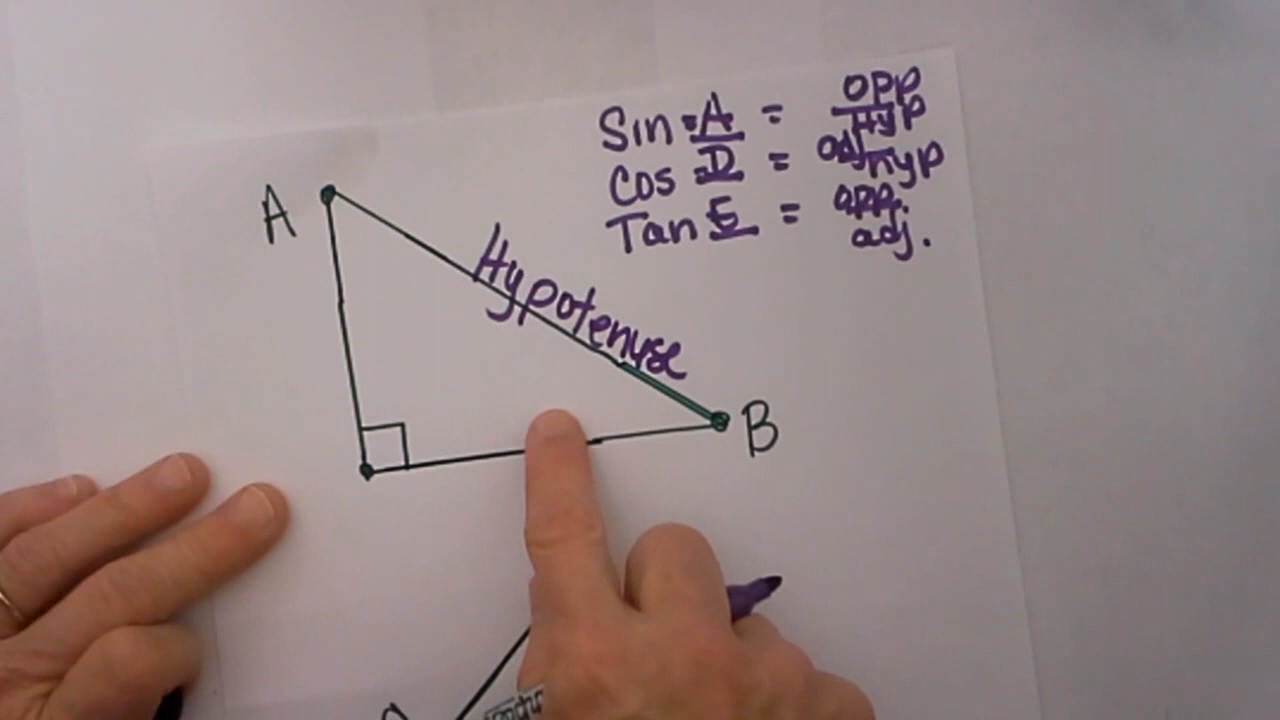 Sin A = opp
Hyp
Cos D = adj
hyp
Tan E = opp.
adj.
A
Hypotenuse
B